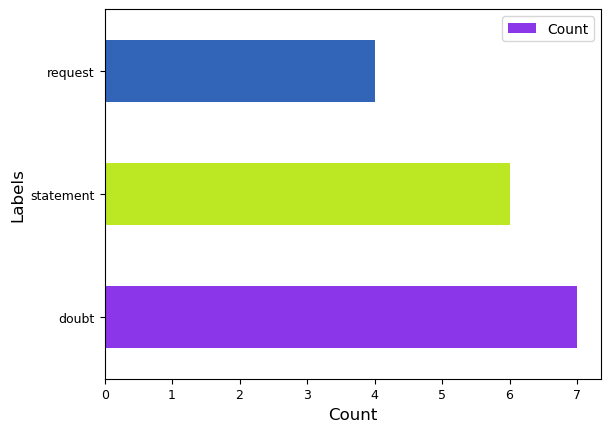 Count
request
statement
doubt
Labels
0 1 2 3 4 5 6 7
Count